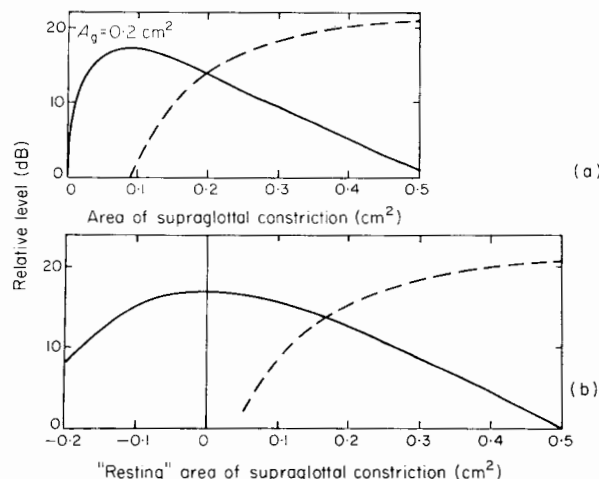 20
A_g=0·2 cm²
10
0
0 0·1 0·2 0·3 0·4 0·5
(a)
Area of supraglottal constriction (cm²)
Relative level (dB)
20
10
0
(b)
-0·2 -0·1 0 0·1 0·2 0·3 0·4 0·5
"Resting" area of supraglottal constriction (cm²)